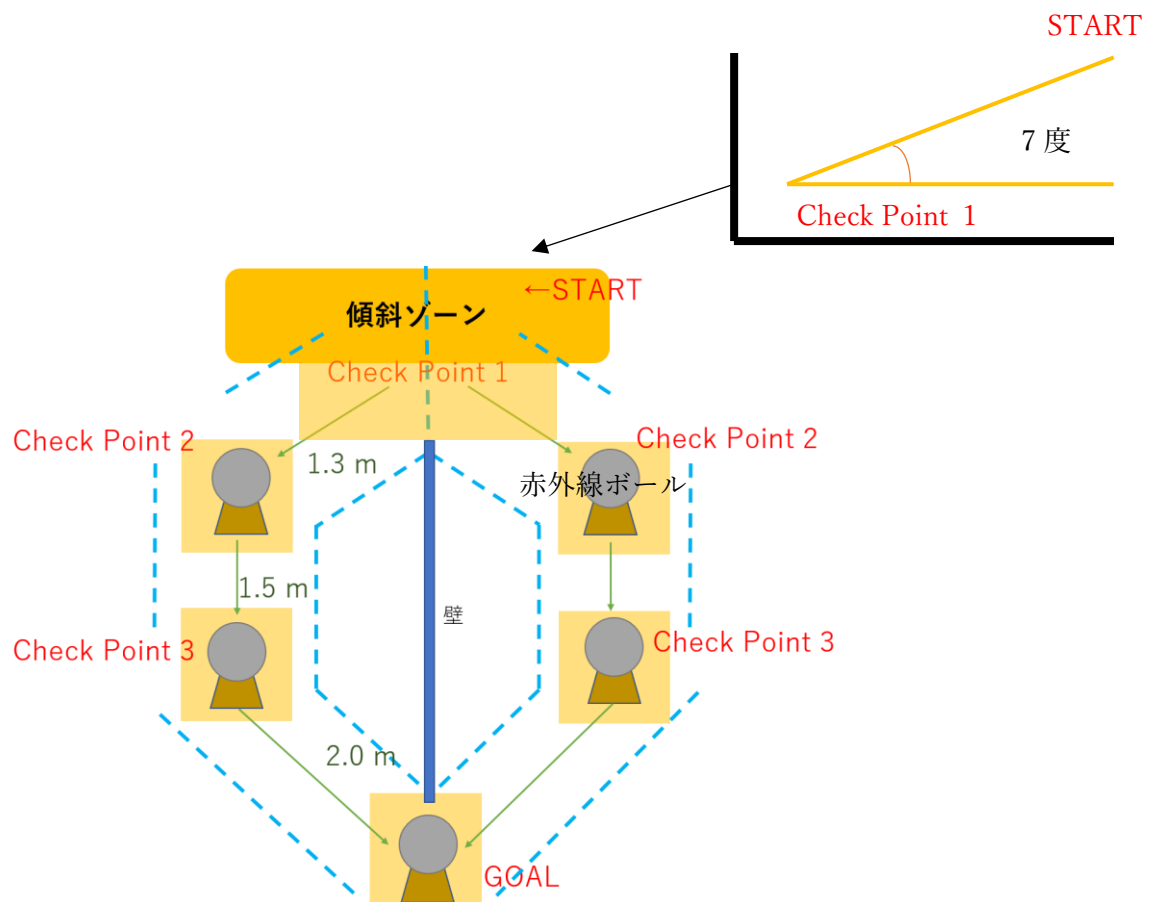 START
7 度
Check Point 1
←START
傾斜ゾーン
Check Point 1
Check Point 2
Check Point 2
1.3 m
赤外線ボール
1.5 m
壁
Check Point 3
Check Point 3
2.0 m
GOAL